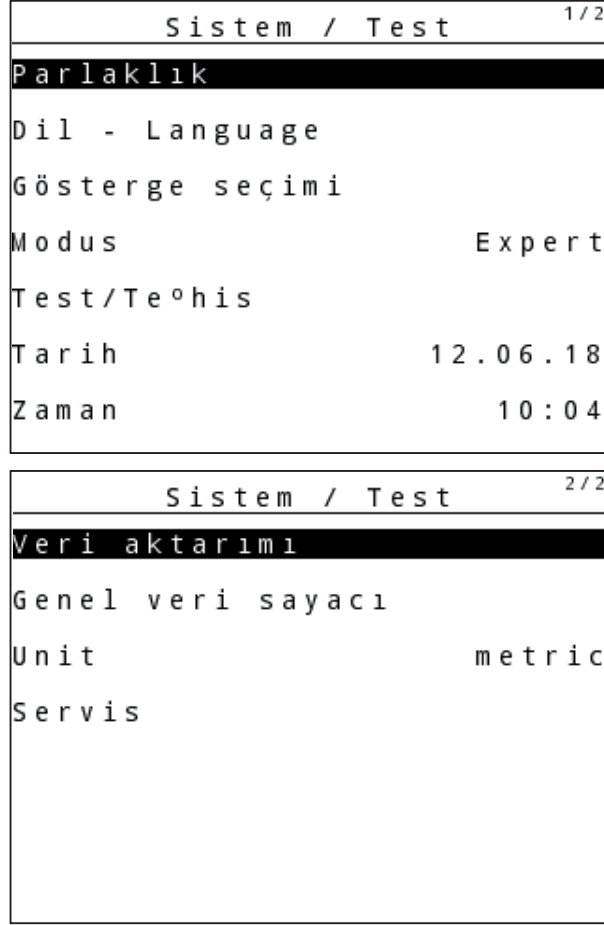 Sistem / Test 1/2
Parlaklık
Dil - Language
Gösterge seçimi
Modus Expert
Test/Teºhis
Tarih 12.06.18
Zaman 10:04
Sistem / Test 2/2
Veri aktarımı
Genel veri sayacı
Unit metric
Servis